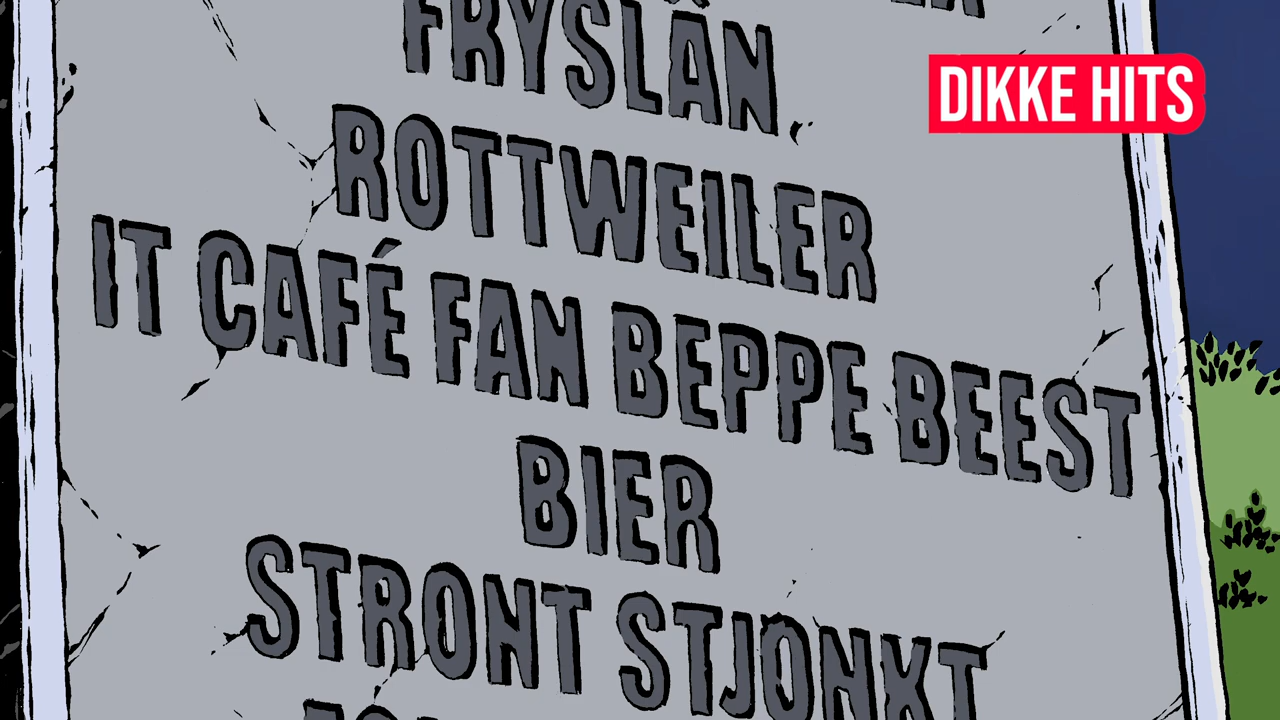 FRYSLÂN
DIKKE HITS
ROTTWEILER
IT CAFÉ FAN BEPPE BEEST
BIER
STRONT STJONKT